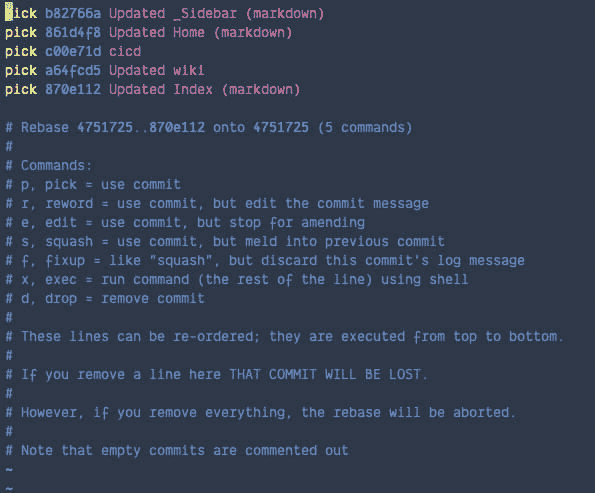 pick b82766a Updated _Sidebar (markdown)
pick 861d4f8 Updated Home (markdown)
pick c00e71d cicd
pick a64fcd5 Updated wiki
pick 870e112 Updated Index (markdown)

# Rebase 4751725..870e112 onto 4751725 (5 commands)
#
# Commands:
# p, pick = use commit
# r, reword = use commit, but edit the commit message
# e, edit = use commit, but stop for amending
# s, squash = use commit, but meld into previous commit
# f, fixup = like "squash", but discard this commit's log message
# x, exec = run command (the rest of the line) using shell
# d, drop = remove commit
#
# These lines can be re-ordered; they are executed from top to bottom.
#
# If you remove a line here THAT COMMIT WILL BE LOST.
#
# However, if you remove everything, the rebase will be aborted.
#
# Note that empty commits are commented out
~
~